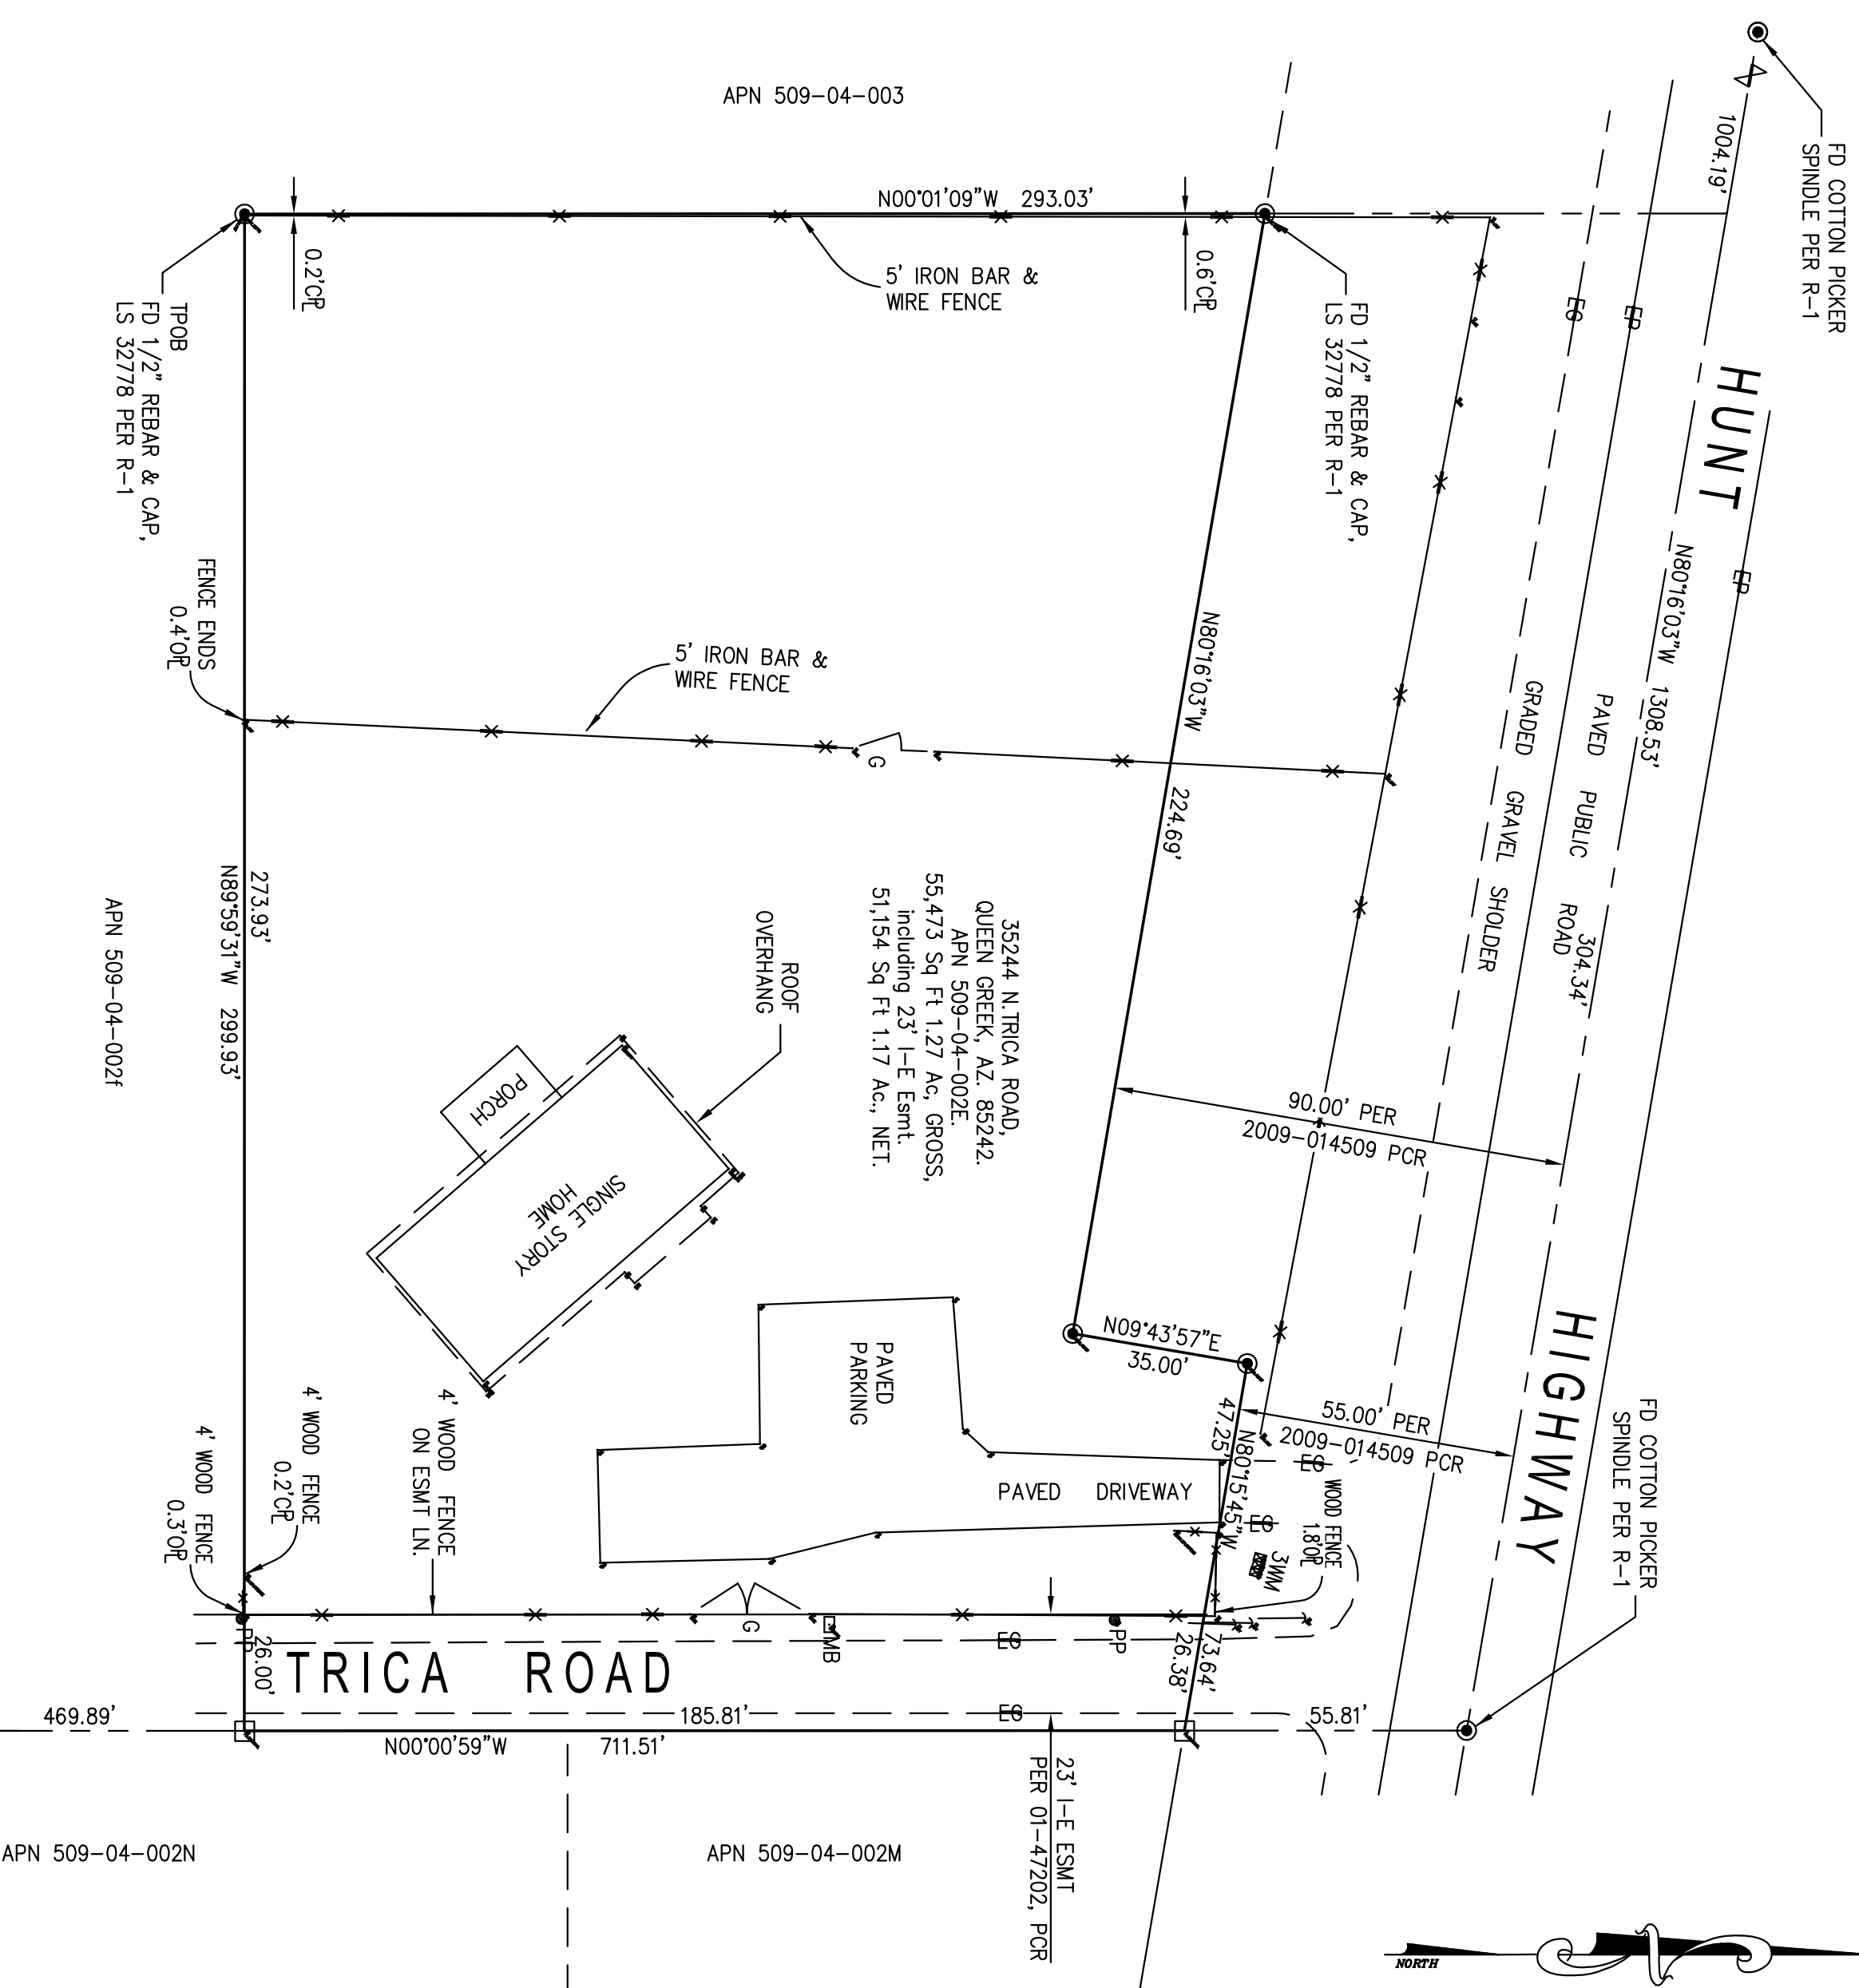 FD COTTON PICKER
SPINDLE PER R-1
1004.19'
APN 509-04-003
N00°01'09"W 293.03'
0.2'CPL
5' IRON BAR &
WIRE FENCE
0.6'CPL
FD 1/2" REBAR & CAP,
LS 32778 PER R-1
TPOB
FD 1/2" REBAR & CAP,
LS 32778 PER R-1
EG
EP
EP
HUNT
HIGHWAY
N80°16'03"W 1308.53'
304.34'
PAVED PUBLIC ROAD
GRADED GRAVEL SHOLDER
FENCE ENDS
0.4'OPL
5' IRON BAR &
WIRE FENCE
G
N80°16'03"W
224.69'
273.93'
N89°59'31"W 299.93'
APN 509-04-002f
35244 N.TRICA ROAD,
QUEEN GREEK, AZ. 85242.
APN 509-04-002E.
55,473 Sq Ft 1.27 Ac, GROSS,
including 23' I-E Esmt.
51,154 Sq Ft 1.17 Ac., NET.
ROOF
OVERHANG
PORCH
SINGLE STORY
HOME
90.00' PER
2009-014509 PCR
N09°43'57"E
35.00'
55.00' PER
2009-014509 PCR
47.25'
N80°15'45"W
73.64'
26.38'
PAVED
PARKING
PAVED DRIVEWAY
EG
EG
WOOD FENCE
1.8'OPL
3WM
FD COTTON PICKER
SPINDLE PER R-1
4' WOOD FENCE
ON ESMT LN.
4' WOOD FENCE
0.2'CPL
4' WOOD FENCE
0.3'OPL
PP
26.00'
G
MB
EG
PP
TRICA ROAD
469.89'
185.81'
EG
55.81'
N00°00'59"W 711.51'
23' I-E ESMT
PER 01-47202, PCR
APN 509-04-002N
APN 509-04-002M
NORTH